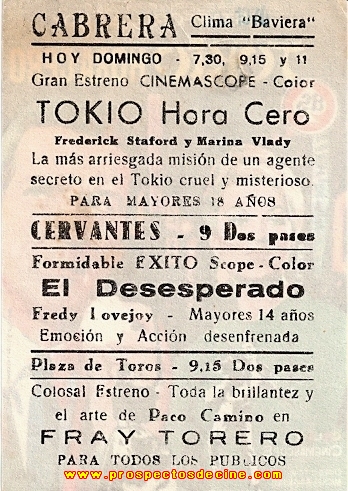 CABRERA Clima "Baviera"
HOY DOMINGO - 7,30, 9,15 y 11
Gran Estreno CINEMASCOPE - Color
TOKIO Hora Cero
Frederick Staford y Marina Vlady
La más arriesgada misión de un agente
secreto en el Tokio cruel y misterioso.
PARA MAYORES 18 AÑOS
CERVANTES - 9 Dos pases
Formidable EXITO Scope - Color
El Desesperado
Fredy Lovejoy - Mayores 14 años
Emoción y Acción desenfrenada
Plaza de Toros - 9,15 Dos pases
Colosal Estreno - Toda la brillantez y
el arte de Paco Camino en
FRAY TORERO
PARA TODOS LOS PUBLICOS
www.prospectosdecine.com